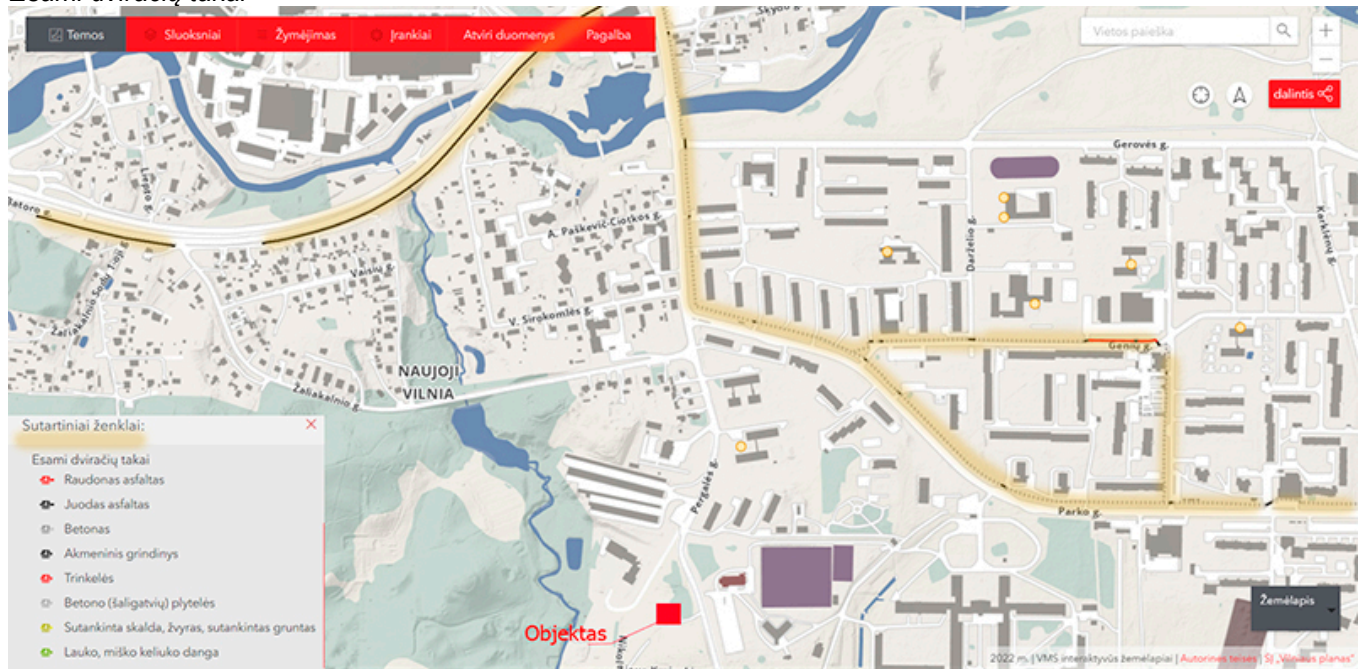 Esami dviračių takai
Temos
Sluoksniai
Žymėjimas
Įrankiai
Atviri duomenys
Pagalba
Vietos paieška
dalintis
Gerovės g.
Liepto g.
A. Paškevič-Ciotkos g.
Darželio g.
Karklėnų g.
Vaisių g.
V. Sirokomlės g.
Genių g.
NAUJOJI
VILNIA
Žaliakalnio g.
Pergalės g.
Parko g.
Sutartiniai ženklai:
Esami dviračių takai
Raudonas asfaltas
Juodas asfaltas
Betonas
Akmeninis grindinys
Trinkelės
Betono (šaligatvių) plytelės
Sutankinta skalda, žvyras, sutankintas gruntas
Lauko, miško keliuko danga
Objektas
Žemėlapis
2022 m. | VMS interaktyvūs žemėlapiai | Autorinės teisės | SĮ „Vilniaus planas"